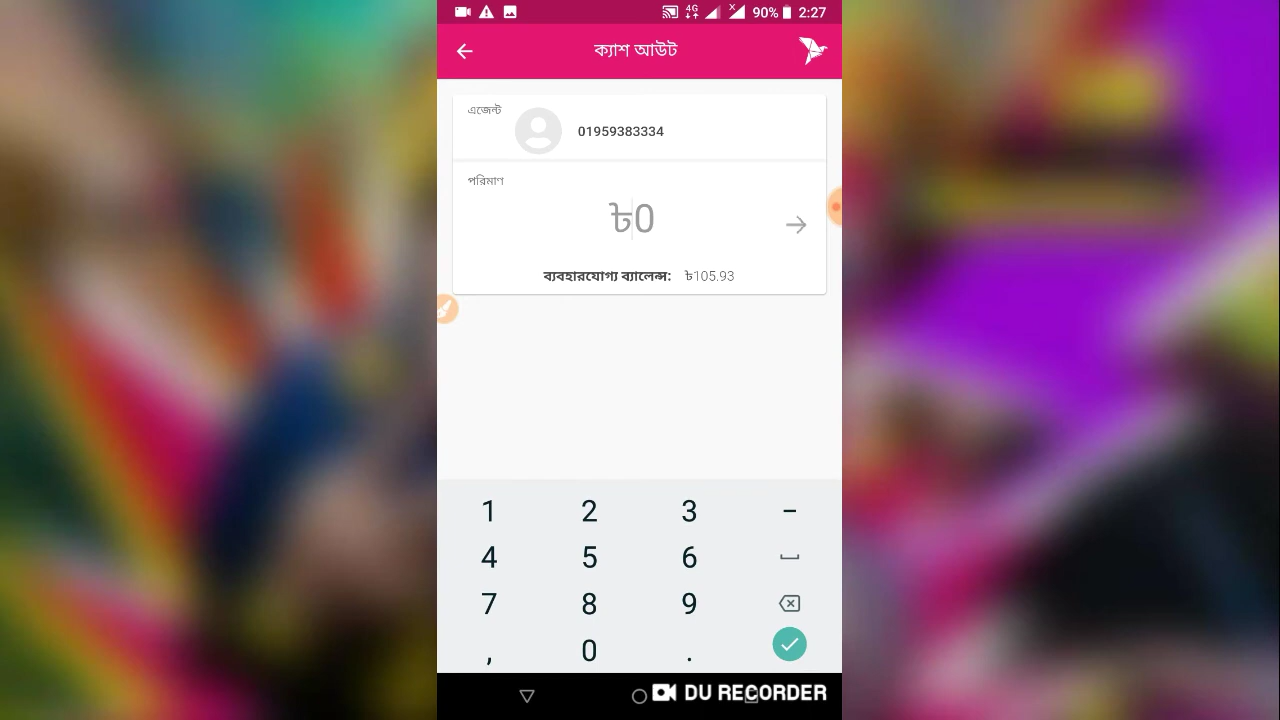 4G
X
90%
2:27
ক্যাশ আউট
এজেন্ট
01959383334
পরিমাণ
৳0
ব্যবহারযোগ্য ব্যালেন্স: ৳105.93
1 2 3 -
4 5 6
7 8 9
, 0 .
DU RECORDER